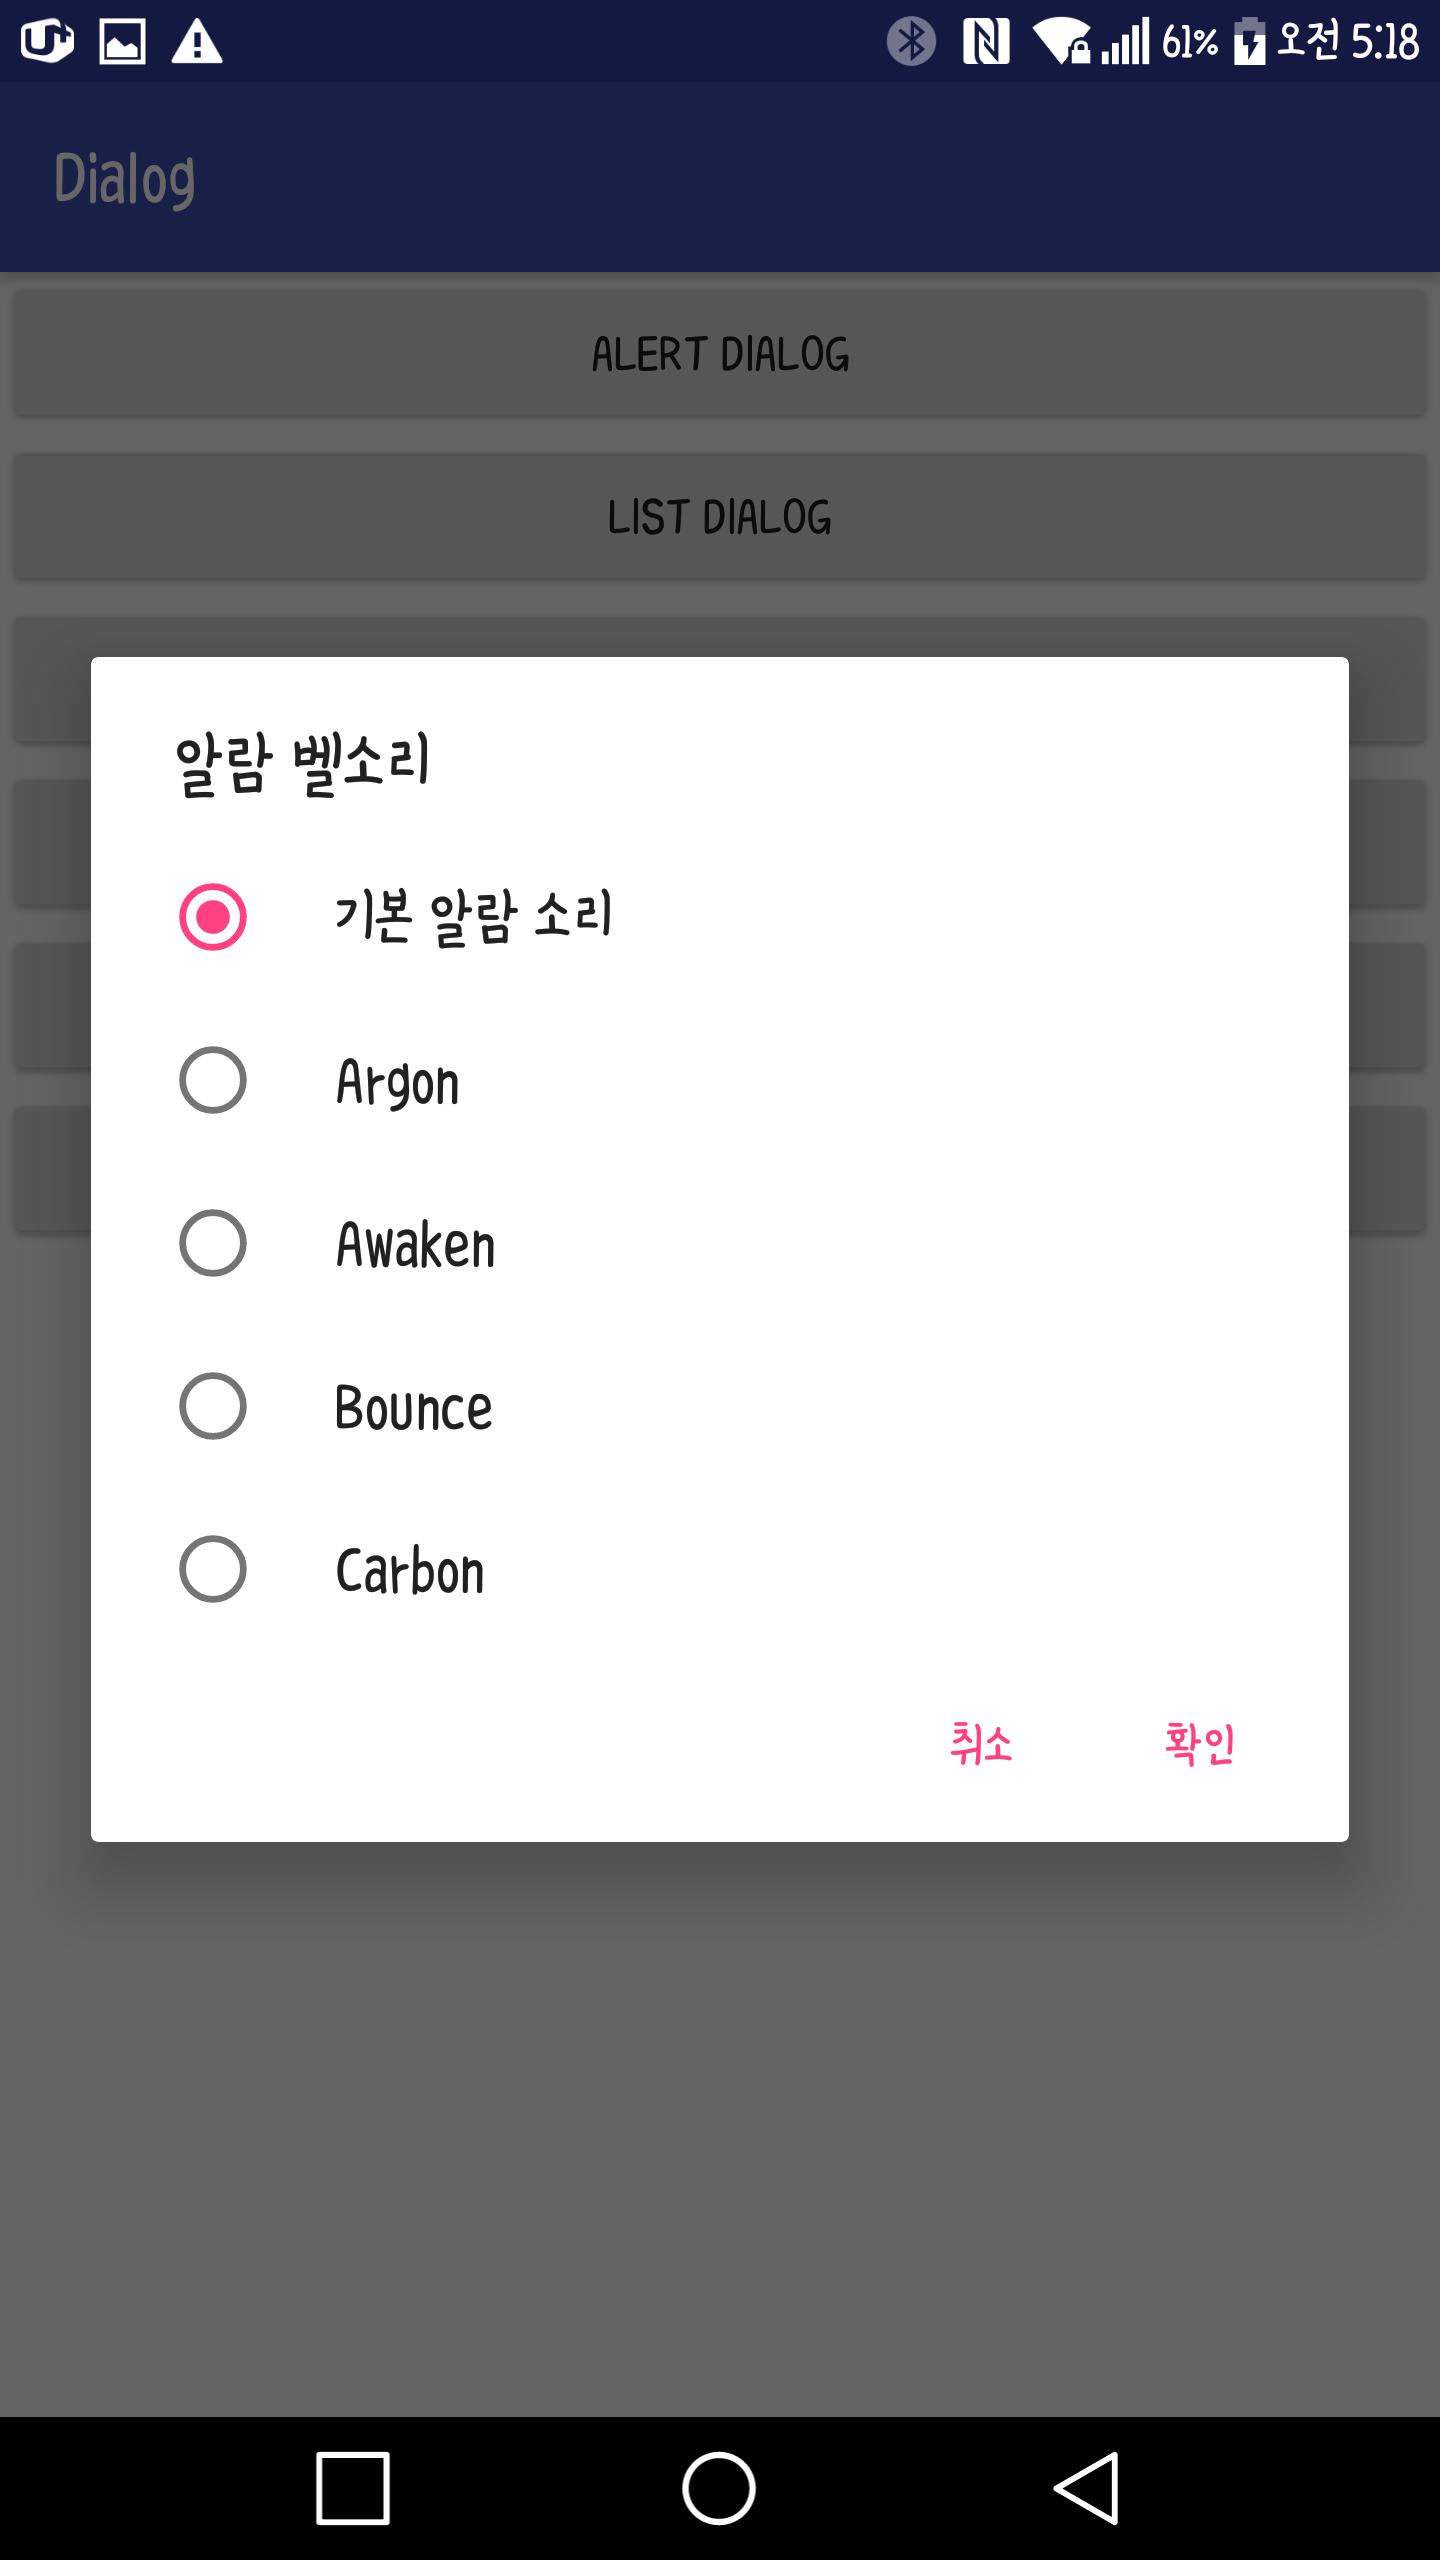 U+ 61% 오전 5:18
Dialog
ALERT DIALOG
LIST DIALOG
알람 벨소리
기본 알람 소리
Argon
Awaken
Bounce
Carbon
취소 확인